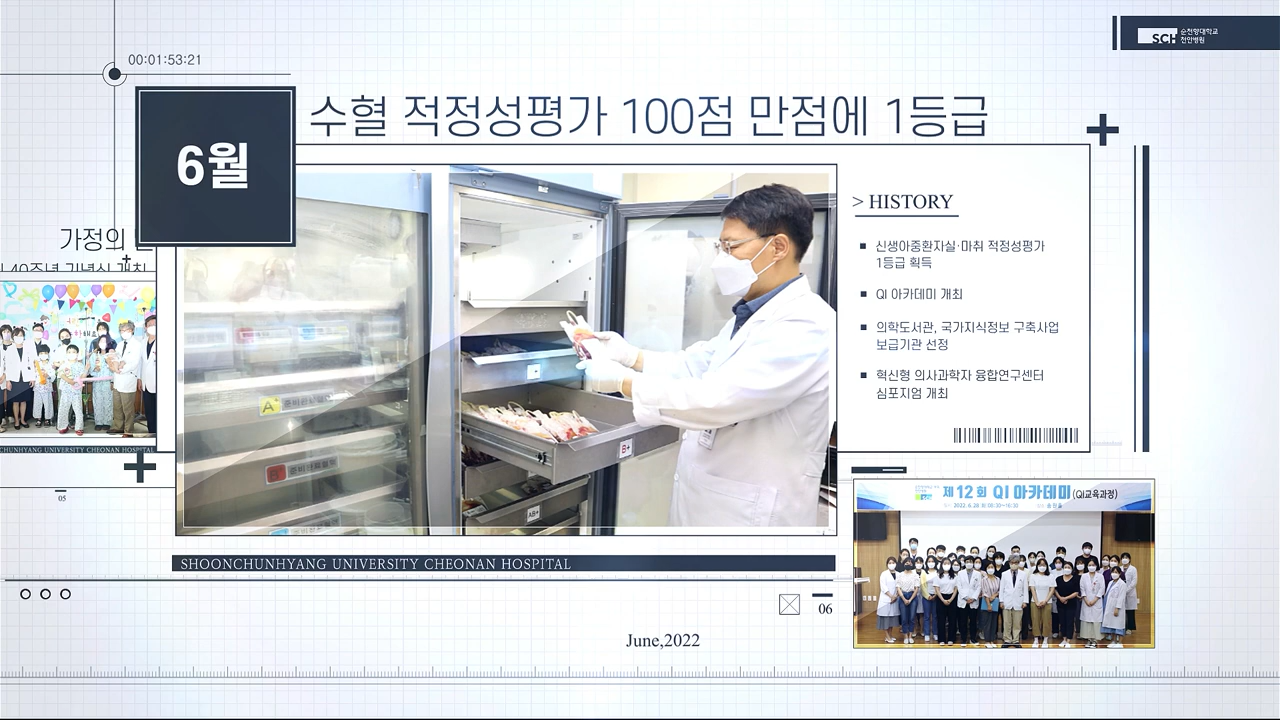 00:01:53:21
SCH 순천향대학교
천안병원
6월
수혈 적정성평가 100점 만점에 1등급
가정의
40주년 기념식 개최
CHUNHYANG UNIVERSITY CHEONAN HOSPITAL
05
A+
B+
AB+
> HISTORY
신생아중환자실·마취 적정성평가
1등급 획득
QI 아카데미 개최
의학도서관, 국가지식정보 구축사업
보급기관 선정
혁신형 의사과학자 융합연구센터
심포지엄 개최
SHOONCHUNHYANG UNIVERSITY CHEONAN HOSPITAL
06
June,2022
제12회 QI 아카데미(QI교육과정)
2022. 6. 28